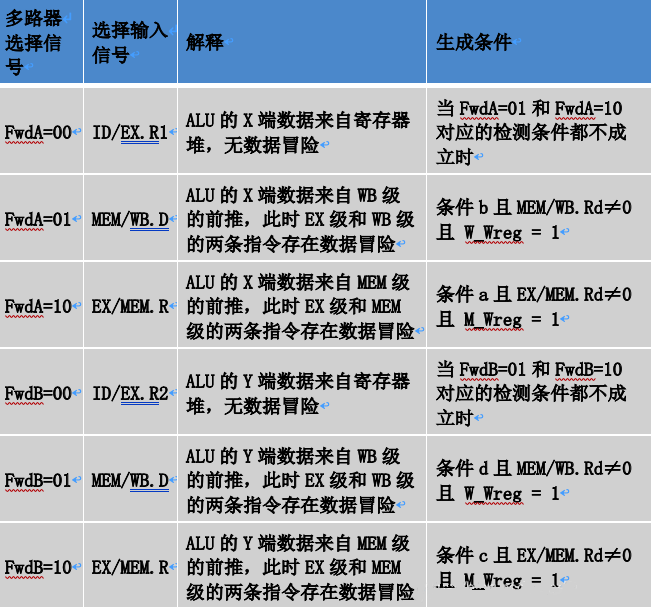 多路器
选择信
号
选择输入
信号
解释
生成条件
FwdA=00
ID/EX.R1
ALU 的 X 端数据来自寄存器
堆，无数据冒险
当 FwdA=01 和 FwdA=10
对应的检测条件都不成
立时
FwdA=01
MEM/WB.D
ALU 的 X 端数据来自 WB 级
的前推，此时 EX 级和 WB 级
的两条指令存在数据冒险
条件 b 且 MEM/WB.Rd≠0
且 W_Wreg = 1
FwdA=10
EX/MEM.R
ALU 的 X 端数据来自 MEM 级
的前推，此时 EX 级和 MEM
级的两条指令存在数据冒险
条件 a 且 EX/MEM.Rd≠0
且 M_Wreg = 1
FwdB=00
ID/EX.R2
ALU 的 Y 端数据来自寄存器
堆，无数据冒险
当 FwdB=01 和 FwdB=10
对应的检测条件都不成
立时
FwdB=01
MEM/WB.D
ALU 的 Y 端数据来自 WB 级
的前推，此时 EX 级和 WB 级
的两条指令存在数据冒险
条件 d 且 MEM/WB.Rd≠0
且 W_Wreg = 1
FwdB=10
EX/MEM.R
ALU 的 Y 端数据来自 MEM 级
的前推，此时 EX 级和 MEM
级的两条指令存在数据冒险
条件 c 且 EX/MEM.Rd≠0
且 M_Wreg = 1